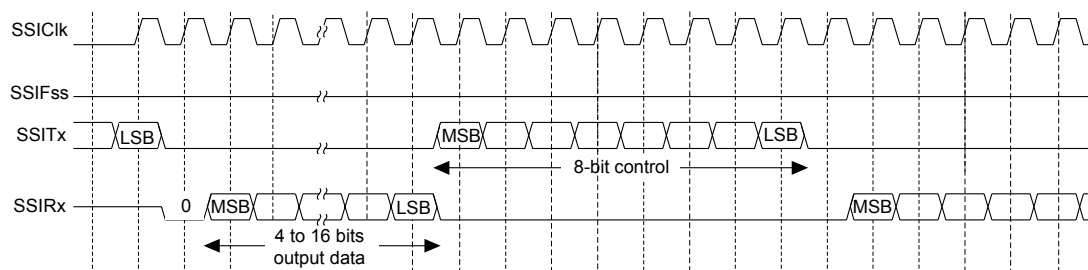 SSIClk
SSIFss
SSITx
LSB
MSB
LSB
8-bit control
SSIRx
0
MSB
LSB
MSB
4 to 16 bits
output data